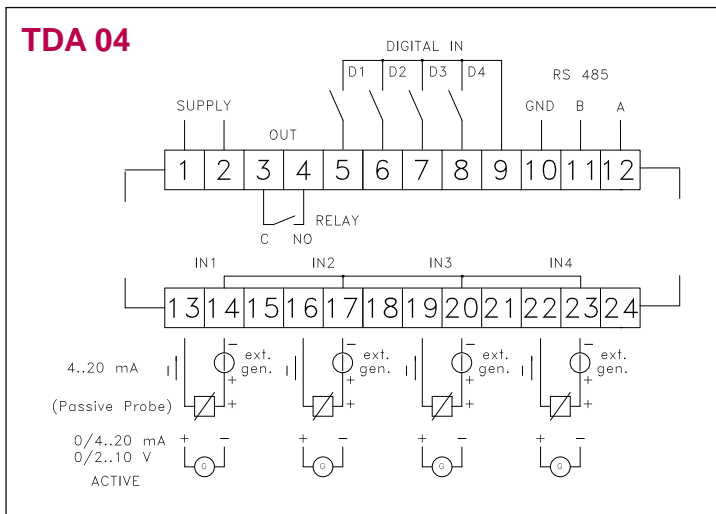 TDA 04
DIGITAL IN
D1 D2 D3 D4
RS 485
SUPPLY
GND B A
OUT
1 2 3 4 5 6 7 8 9 10 11 12
RELAY
C NO
IN1 IN2 IN3 IN4
13 14 15 16 17 18 19 20 21 22 23 24
4..20 mA
I − ext. gen. +
I − ext. gen. +
I − ext. gen. +
I − ext. gen. +
(Passive Probe)
+ + + +
0/4..20 mA
+ − + − + − + −
0/2..10 V
G G G G
ACTIVE